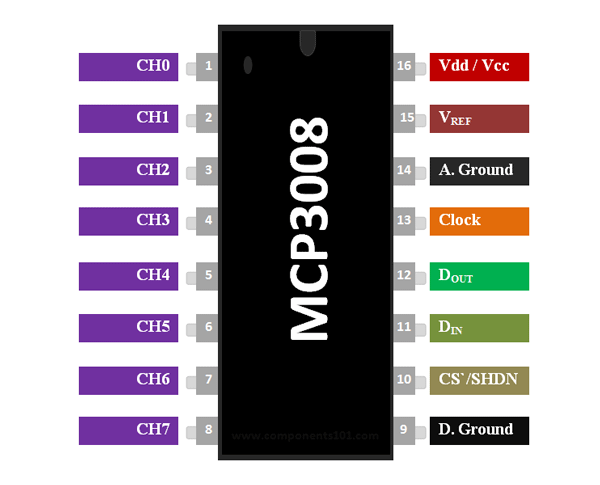 CH0 1 16 Vdd / Vcc
CH1 2 15 VREF
CH2 3 14 A. Ground
CH3 4 13 Clock
CH4 5 12 DOUT
CH5 6 11 DIN
CH6 7 10 CS`/SHDN
CH7 8 9 D. Ground
MCP3008
www.components101.com